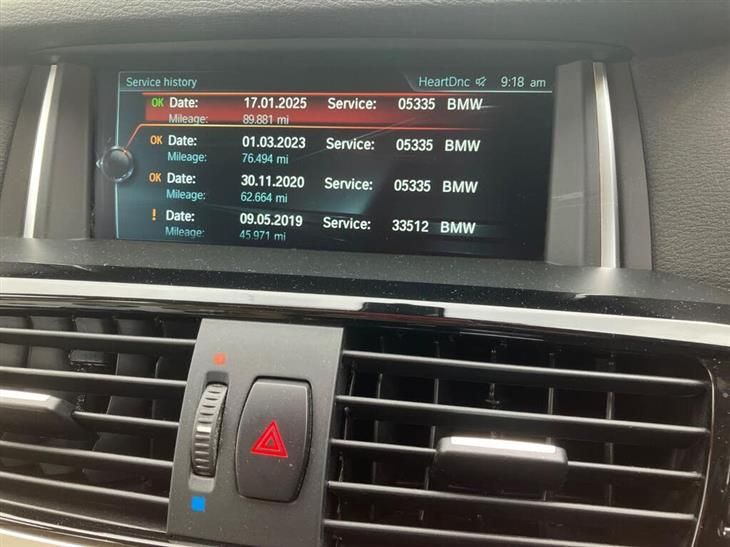 Service history HeartDnc 9:18 am
OK Date: 17.01.2025 Service: 05335 BMW
Mileage: 89.881 mi
OK Date: 01.03.2023 Service: 05335 BMW
Mileage: 76.494 mi
OK Date: 30.11.2020 Service: 05335 BMW
Mileage: 62.664 mi
! Date: 09.05.2019 Service: 33512 BMW
Mileage: 45.971 mi